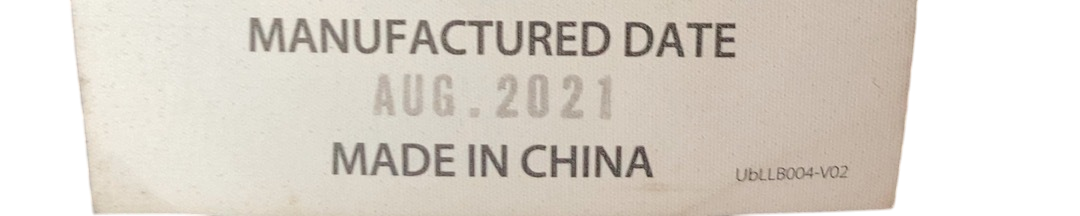 MANUFACTURED DATE
AUG.2021
MADE IN CHINA
UbLLB004-V02